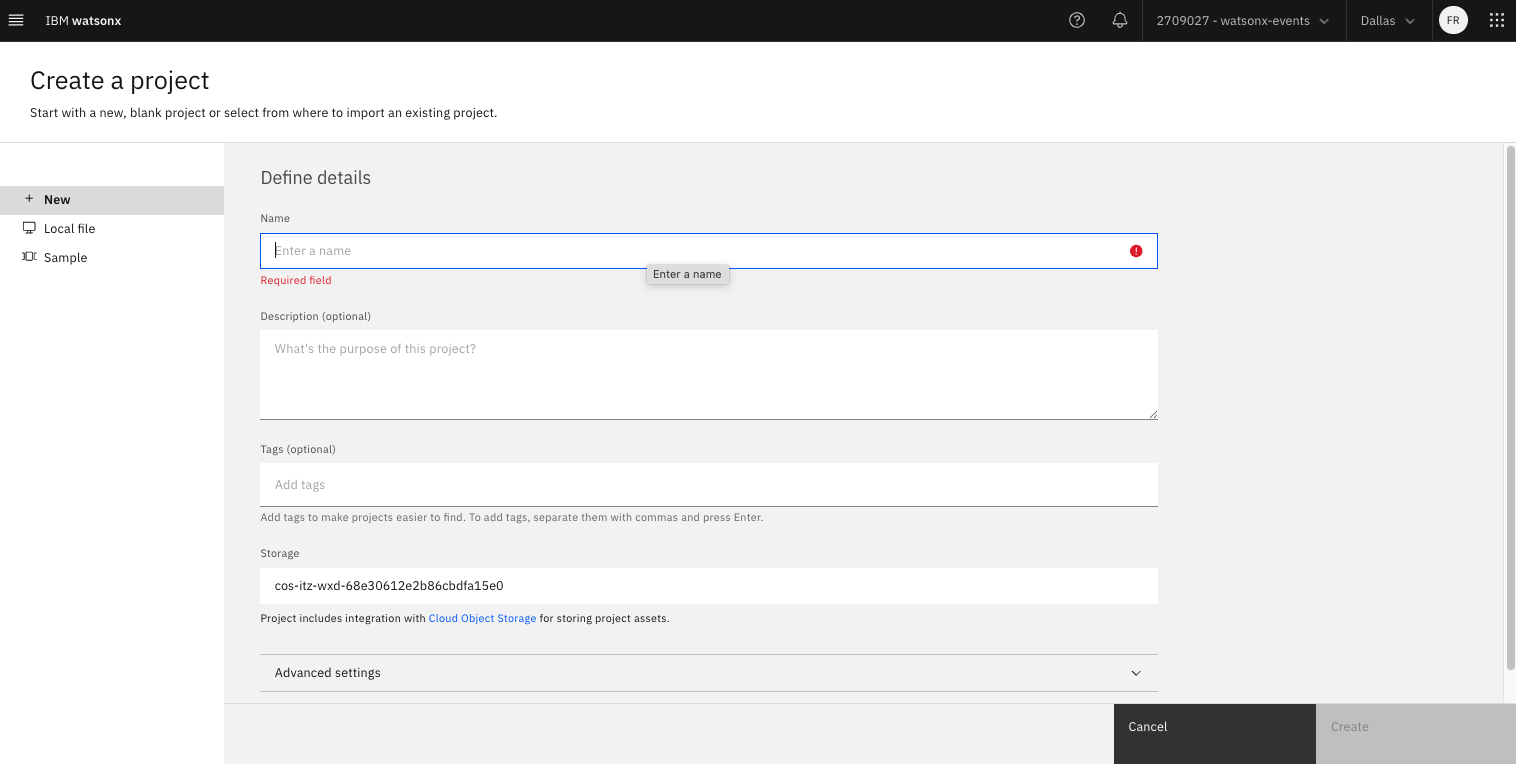 IBM watsonx
2709027 - watsonx-events
Dallas
FR
Create a project
Start with a new, blank project or select from where to import an existing project.
New
Local file
Sample
Define details
Name
Enter a name
Required field
Enter a name
Description (optional)
What's the purpose of this project?
Tags (optional)
Add tags
Add tags to make projects easier to find. To add tags, separate them with commas and press Enter.
Storage
cos-itz-wxd-68e30612e2b86cbdfa15e0
Project includes integration with Cloud Object Storage for storing project assets.
Advanced settings
Cancel
Create